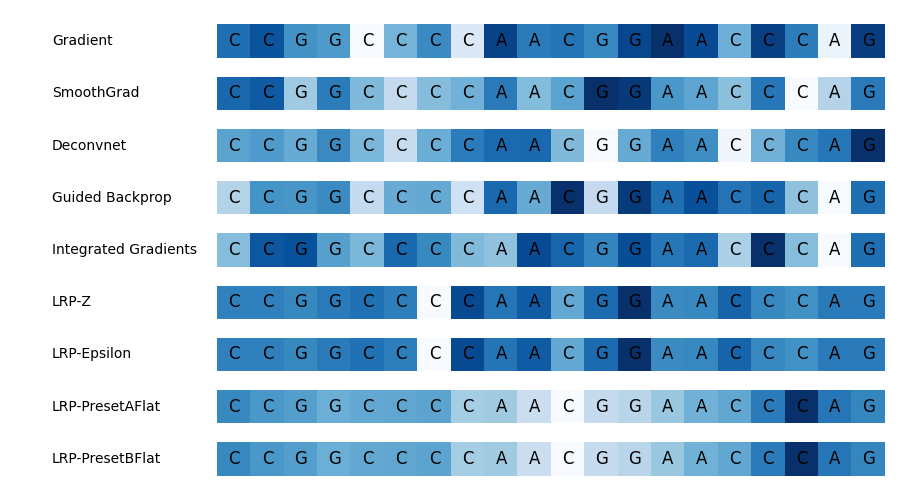 Gradient C C G G C C C C A A C G G A A C C C A G
SmoothGrad C C G G C C C C A A C G G A A C C C A G
Deconvnet C C G G C C C C A A C G G A A C C C A G
Guided Backprop C C G G C C C C A A C G G A A C C C A G
Integrated Gradients C C G G C C C C A A C G G A A C C C A G
LRP-Z C C G G C C C C A A C G G A A C C C A G
LRP-Epsilon C C G G C C C C A A C G G A A C C C A G
LRP-PresetAFlat C C G G C C C C A A C G G A A C C C A G
LRP-PresetBFlat C C G G C C C C A A C G G A A C C C A G